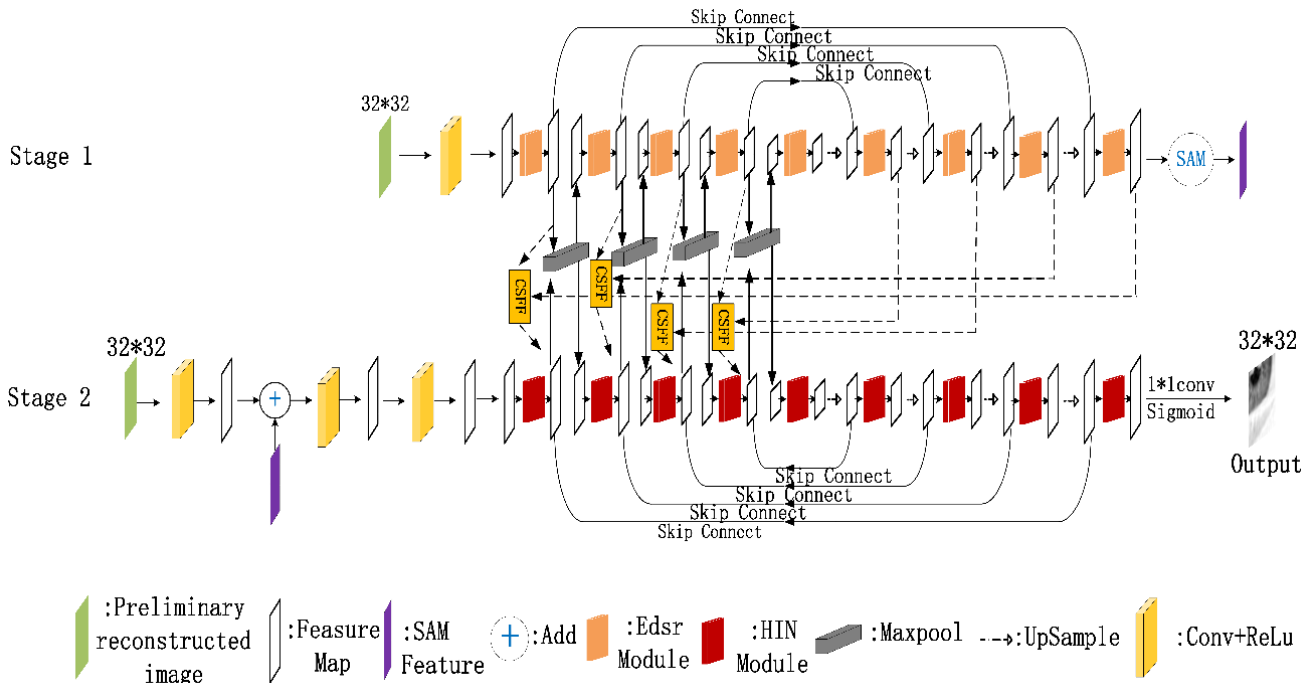 Skip Connect
Skip Connect
Skip Connect
Skip Connect
32*32
Stage 1
SAM
CSFF
CSFF
CSFF
CSFF
32*32
32*32
Stage 2
+
1*1conv
Sigmoid
Output
Skip Connect
Skip Connect
Skip Connect
Skip Connect
:Preliminary
reconstructed
image
:Feasure
Map
:SAM
Feature
+
:Add
:Edsr
Module
:HIN
Module
:Maxpool
:UpSample
:Conv+ReLu